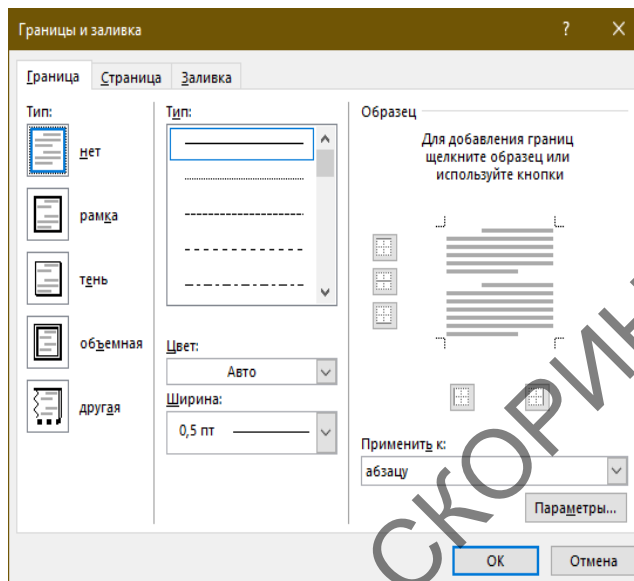 Границы и заливка ? ×
Граница Страница Заливка
Тип:
нет
рамка
тень
объемная
другая
Тип:
Цвет:
Авто
Ширина:
0,5 пт
Образец
Для добавления границ
щелкните образец или
используйте кнопки
Применить к:
абзацу
Параметры...
ОК Отмена
СКОРИН